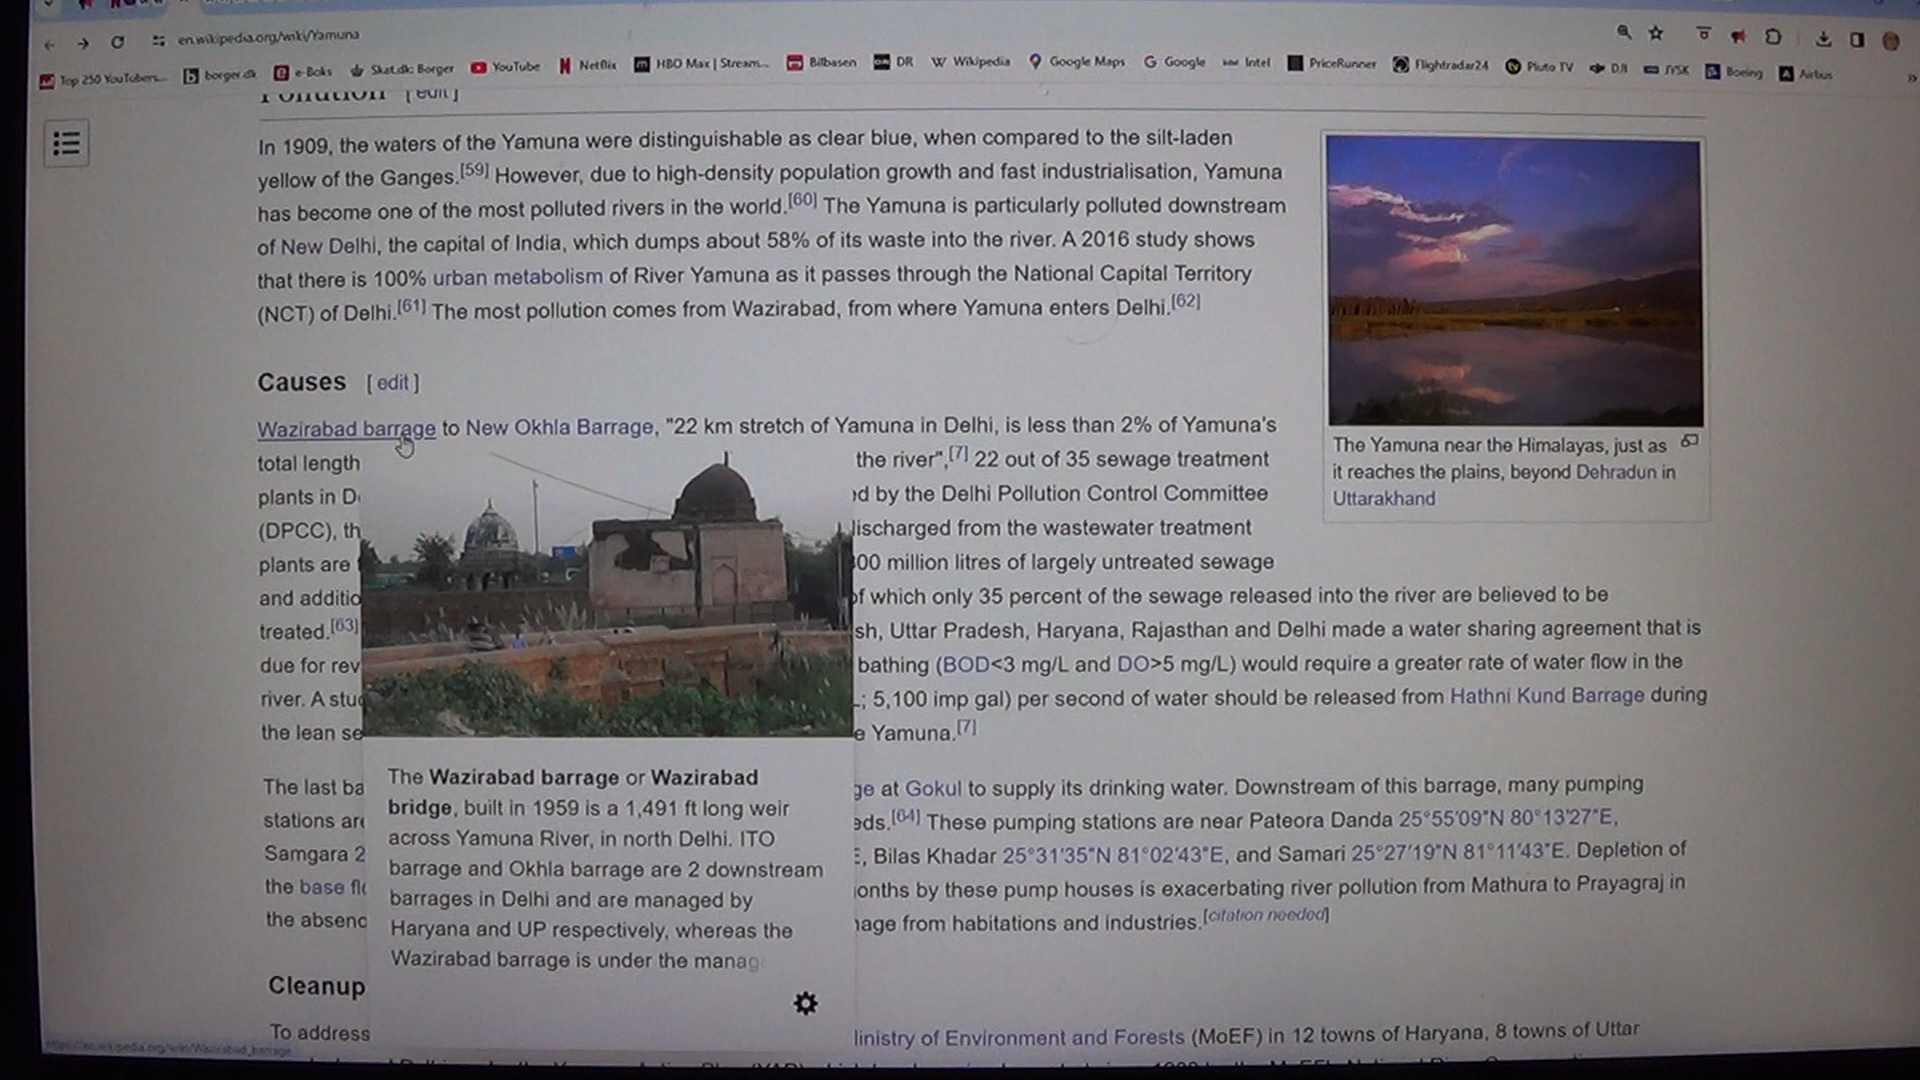 en.wikipedia.org/wiki/Yamuna
Top 250 YouTubers... borger.dk e-Boks Skat.dk: Borger YouTube Netflix HBO Max | Stream... Bilbasen DR Wikipedia Google Maps Google Intel PriceRunner Flightradar24 Pluto TV DJI JYSK Boeing Airbus »
Pollution [edit]
In 1909, the waters of the Yamuna were distinguishable as clear blue, when compared to the silt-laden
yellow of the Ganges.[59] However, due to high-density population growth and fast industrialisation, Yamuna
has become one of the most polluted rivers in the world.[60] The Yamuna is particularly polluted downstream
of New Delhi, the capital of India, which dumps about 58% of its waste into the river. A 2016 study shows
that there is 100% urban metabolism of River Yamuna as it passes through the National Capital Territory
(NCT) of Delhi.[61] The most pollution comes from Wazirabad, from where Yamuna enters Delhi.[62]
The Yamuna near the Himalayas, just as
it reaches the plains, beyond Dehradun in
Uttarakhand
Causes [edit]
Wazirabad barrage to New Okhla Barrage, "22 km stretch of Yamuna in Delhi, is less than 2% of Yamuna's
total length the river",[7] 22 out of 35 sewage treatment
plants in D ed by the Delhi Pollution Control Committee
(DPCC), th discharged from the wastewater treatment
plants are 00 million litres of largely untreated sewage
and additio of which only 35 percent of the sewage released into the river are believed to be
treated.[63] sh, Uttar Pradesh, Haryana, Rajasthan and Delhi made a water sharing agreement that is
due for rev bathing (BOD<3 mg/L and DO>5 mg/L) would require a greater rate of water flow in the
river. A stud L; 5,100 imp gal) per second of water should be released from Hathni Kund Barrage during
the lean se e Yamuna.[7]
The last ba ge at Gokul to supply its drinking water. Downstream of this barrage, many pumping
stations are eds.[64] These pumping stations are near Pateora Danda 25°55′09″N 80°13′27″E,
Samgara 2 E, Bilas Khadar 25°31′35″N 81°02′43″E, and Samari 25°27′19″N 81°11′43″E. Depletion of
the base flo onths by these pump houses is exacerbating river pollution from Mathura to Prayagraj in
the absenc nage from habitations and industries.[citation needed]
The Wazirabad barrage or Wazirabad
bridge, built in 1959 is a 1,491 ft long weir
across Yamuna River, in north Delhi. ITO
barrage and Okhla barrage are 2 downstream
barrages in Delhi and are managed by
Haryana and UP respectively, whereas the
Wazirabad barrage is under the manag
Cleanup
To address Ministry of Environment and Forests (MoEF) in 12 towns of Haryana, 8 towns of Uttar
https://en.wikipedia.org/wiki/Wazirabad_barrage